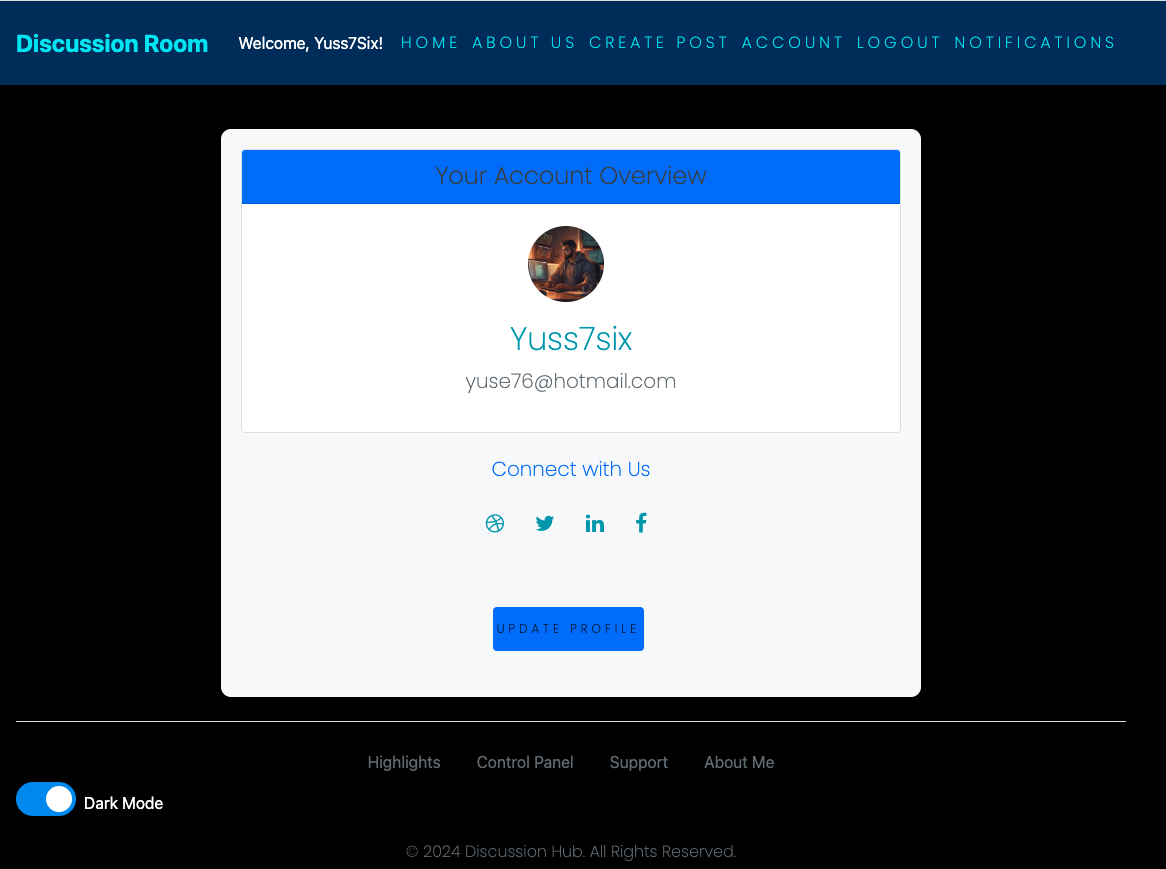 Discussion Room Welcome, Yuss7Six! HOME ABOUT US CREATE POST ACCOUNT LOGOUT NOTIFICATIONS
Your Account Overview
Yuss7six
yuse76@hotmail.com
Connect with Us
UPDATE PROFILE
Highlights Control Panel Support About Me
Dark Mode
© 2024 Discussion Hub. All Rights Reserved.